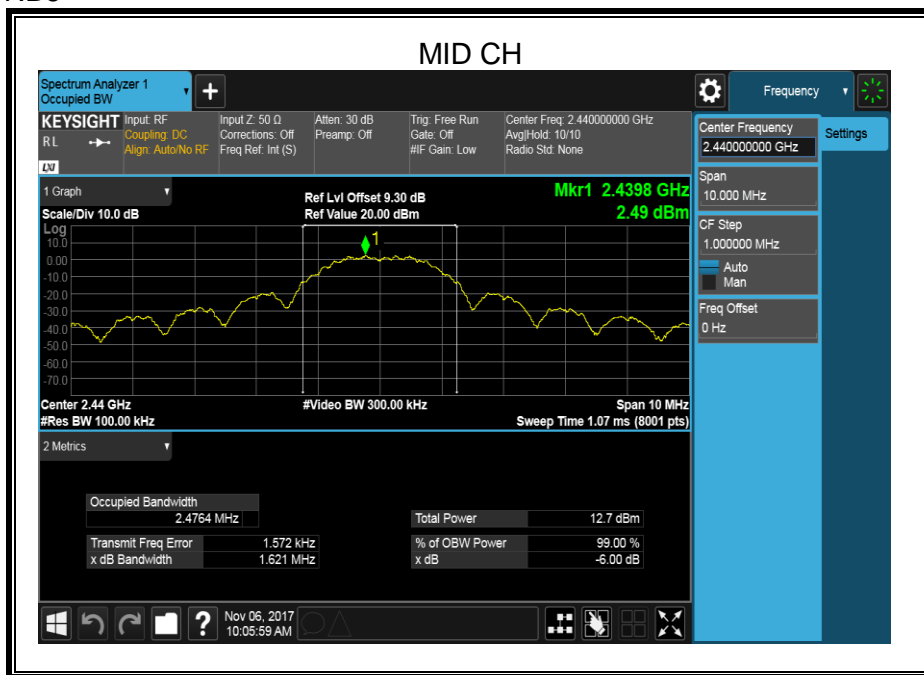 MID CH
Spectrum Analyzer 1
Occupied BW
+
Frequency
KEYSIGHT
R L
LXI
Input: RF
Coupling: DC
Align: Auto/No RF
Input Z: 50 Ω
Corrections: Off
Freq Ref: Int (S)
Atten: 30 dB
Preamp: Off
Trig: Free Run
Gate: Off
#IF Gain: Low
Center Freq: 2.440000000 GHz
Avg|Hold: 10/10
Radio Std: None
Center Frequency
2.440000000 GHz
Settings
Span
10.000 MHz
CF Step
1.000000 MHz
Auto
Man
Freq Offset
0 Hz
1 Graph
Scale/Div 10.0 dB
Ref Lvl Offset 9.30 dB
Ref Value 20.00 dBm
Mkr1 2.4398 GHz
2.49 dBm
Log
10.0
0.00
-10.0
-20.0
-30.0
-40.0
-50.0
-60.0
-70.0
1
Center 2.44 GHz
#Res BW 100.00 kHz
#Video BW 300.00 kHz
Span 10 MHz
Sweep Time 1.07 ms (8001 pts)
2 Metrics
Occupied Bandwidth
2.4764 MHz
Total Power 12.7 dBm
Transmit Freq Error 1.572 kHz
% of OBW Power 99.00 %
x dB Bandwidth 1.621 MHz
x dB -6.00 dB
?
Nov 06, 2017
10:05:59 AM